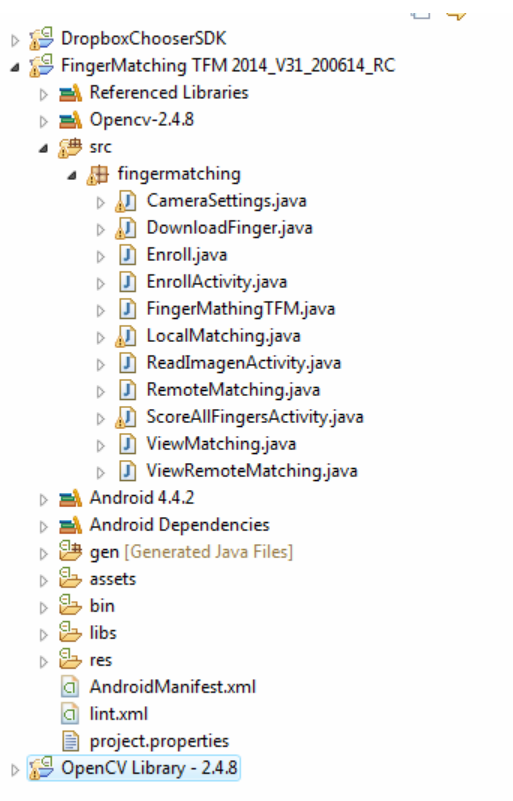 DropboxChooserSDK
FingerMatching TFM 2014_V31_200614_RC
Referenced Libraries
Opencv-2.4.8
src
fingermatching
CameraSettings.java
DownloadFinger.java
Enroll.java
EnrollActivity.java
FingerMathingTFM.java
LocalMatching.java
ReadImagenActivity.java
RemoteMatching.java
ScoreAllFingersActivity.java
ViewMatching.java
ViewRemoteMatching.java
Android 4.4.2
Android Dependencies
gen [Generated Java Files]
assets
bin
libs
res
AndroidManifest.xml
lint.xml
project.properties
OpenCV Library - 2.4.8